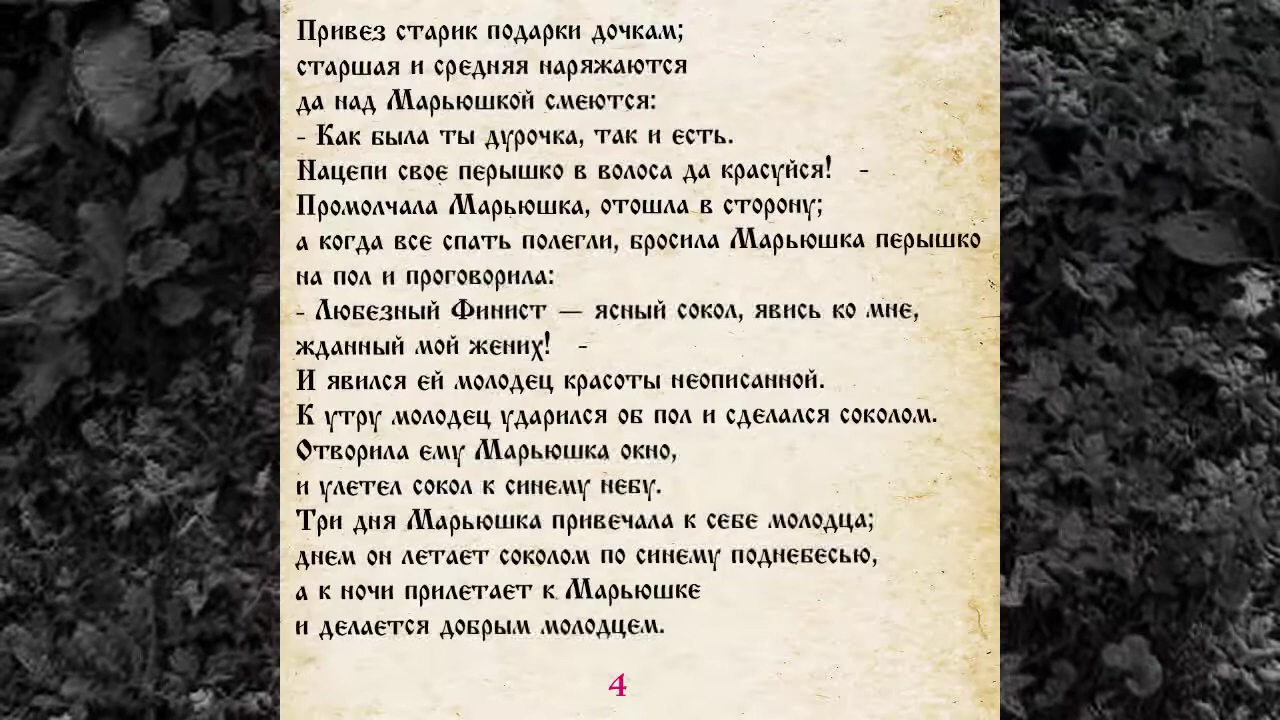 Привез старик подарки дочкам;
старшая и средняя наряжаются
да над Марьюшкой смеются:
- Как была ты дурочка, так и есть.
Нацепи свое перышко в волоса да красуйся! -
Промолчала Марьюшка, отошла в сторону;
а когда все спать полегли, бросила Марьюшка перышко
на пол и проговорила:
- Любезный Финист — ясный сокол, явись ко мне,
жданный мой жених! -
И явился ей молодец красоты неописанной.
К утру молодец ударился об пол и сделался соколом.
Отворила ему Марьюшка окно,
и улетел сокол к синему небу.
Три дня Марьюшка привечала к себе молодца;
днем он летает соколом по синему поднебесью,
а к ночи прилетает к Марьюшке
и делается добрым молодцем.
4